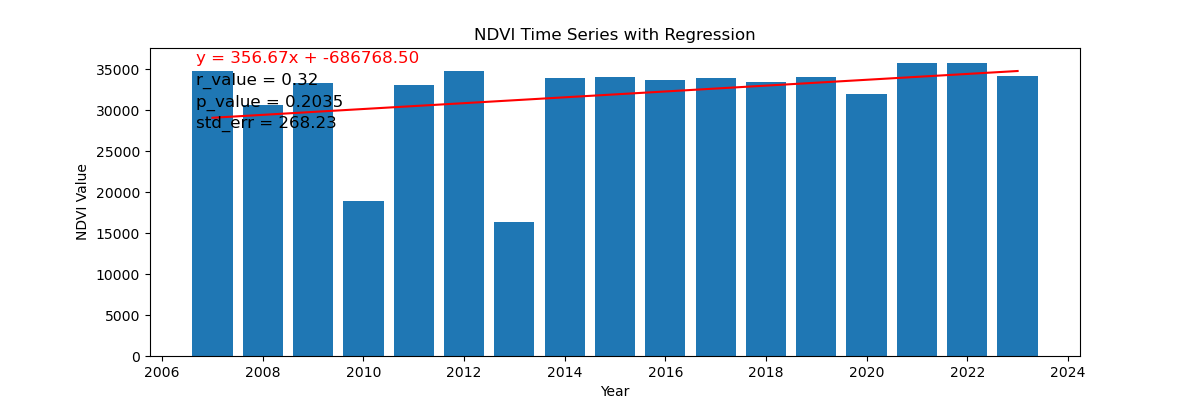 NDVI Time Series with Regression
y = 356.67x + -686768.50
r_value = 0.32
p_value = 0.2035
std_err = 268.23
NDVI Value
35000
30000
25000
20000
15000
10000
5000
0
2006 2008 2010 2012 2014 2016 2018 2020 2022 2024
Year